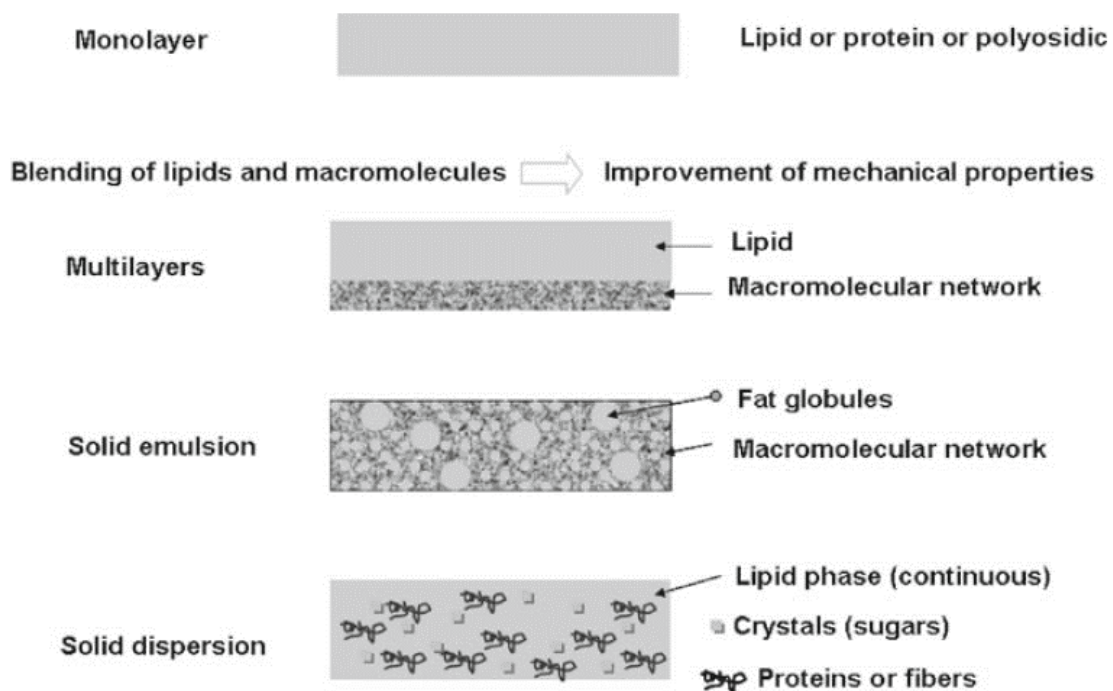 Monolayer
Lipid or protein or polyosidic
Blending of lipids and macromolecules
Improvement of mechanical properties
Multilayers
Lipid
Macromolecular network
Solid emulsion
Fat globules
Macromolecular network
Solid dispersion
Lipid phase (continuous)
Crystals (sugars)
Proteins or fibers